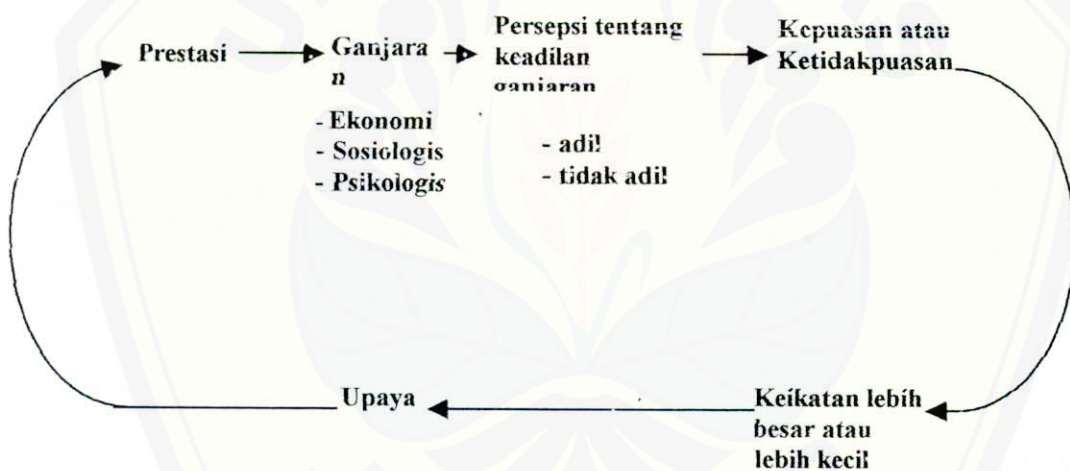 Prestasi
Ganjara
n
- Ekonomi
- Sosiologis
- Psikologis
Persepsi tentang
keadilan
ganjaran
- adil
- tidak adil
Kepuasan atau
Ketidakpuasan
Keikatan lebih
besar atau
lebih kecil
Upaya